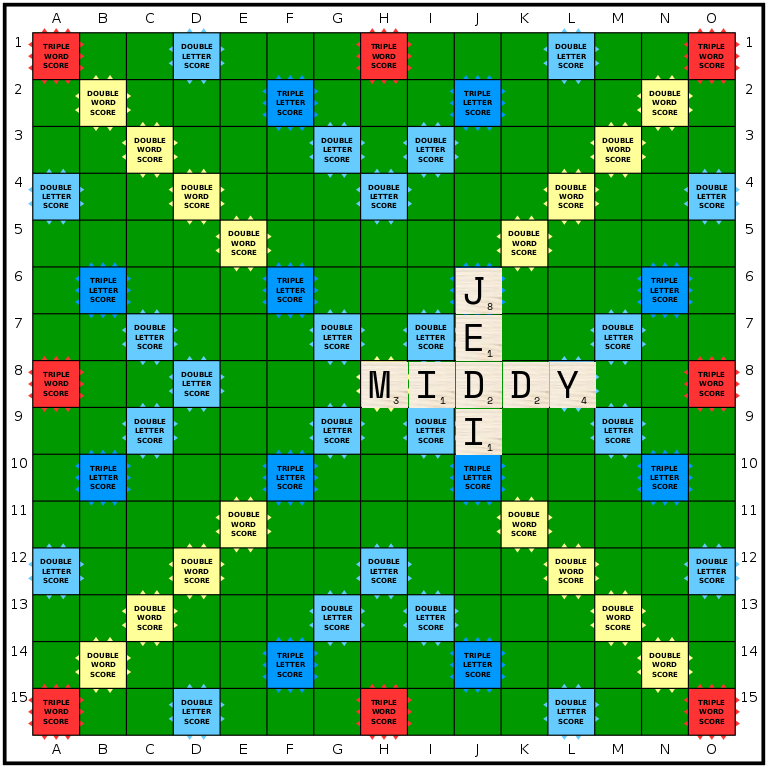 A B C D E F G H I J K L M N O
1 TRIPLE DOUBLE TRIPLE DOUBLE TRIPLE 1
WORD LETTER WORD LETTER WORD
SCORE SCORE SCORE SCORE SCORE
2 DOUBLE TRIPLE TRIPLE DOUBLE 2
WORD LETTER LETTER WORD
SCORE SCORE SCORE SCORE
3 DOUBLE DOUBLE DOUBLE DOUBLE 3
WORD LETTER LETTER WORD
SCORE SCORE SCORE SCORE
4 DOUBLE DOUBLE DOUBLE DOUBLE DOUBLE 4
LETTER WORD LETTER WORD LETTER
SCORE SCORE SCORE SCORE SCORE
5 DOUBLE DOUBLE 5
WORD WORD
SCORE SCORE
6 TRIPLE TRIPLE TRIPLE 6
LETTER LETTER J LETTER
SCORE SCORE 8 SCORE
7 DOUBLE DOUBLE DOUBLE DOUBLE 7
LETTER LETTER LETTER E LETTER
SCORE SCORE SCORE 1 SCORE
8 TRIPLE DOUBLE TRIPLE 8
WORD LETTER M I D D Y WORD
SCORE SCORE 3 1 2 2 4 SCORE
9 DOUBLE DOUBLE DOUBLE DOUBLE 9
LETTER LETTER LETTER I LETTER
SCORE SCORE SCORE 1 SCORE
10 TRIPLE TRIPLE TRIPLE TRIPLE 10
LETTER LETTER LETTER LETTER
SCORE SCORE SCORE SCORE
11 DOUBLE DOUBLE 11
WORD WORD
SCORE SCORE
12 DOUBLE DOUBLE DOUBLE DOUBLE DOUBLE 12
LETTER WORD LETTER WORD LETTER
SCORE SCORE SCORE SCORE SCORE
13 DOUBLE DOUBLE DOUBLE DOUBLE 13
WORD LETTER LETTER WORD
SCORE SCORE SCORE SCORE
14 DOUBLE TRIPLE TRIPLE DOUBLE 14
WORD LETTER LETTER WORD
SCORE SCORE SCORE SCORE
15 TRIPLE DOUBLE TRIPLE DOUBLE TRIPLE 15
WORD LETTER WORD LETTER WORD
SCORE SCORE SCORE SCORE SCORE
A B C D E F G H I J K L M N O